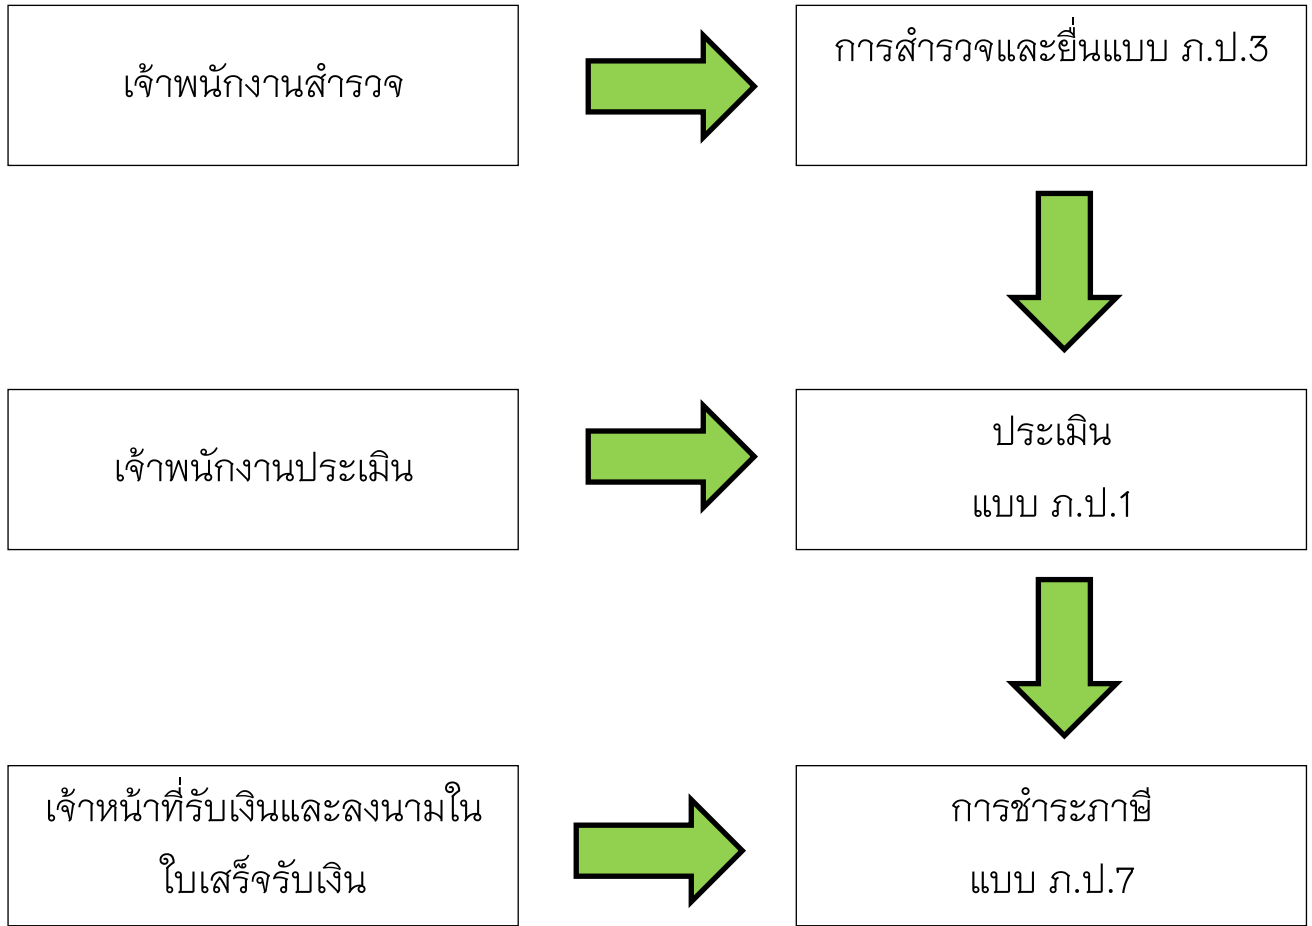 เจ้าพนักงานสำรวจ
การสำรวจและยื่นแบบ ภ.ป.3
เจ้าพนักงานประเมิน
ประเมิน
แบบ ภ.ป.1
เจ้าหน้าที่รับเงินและลงนามใน
ใบเสร็จรับเงิน
การชำระภาษี
แบบ ภ.ป.7